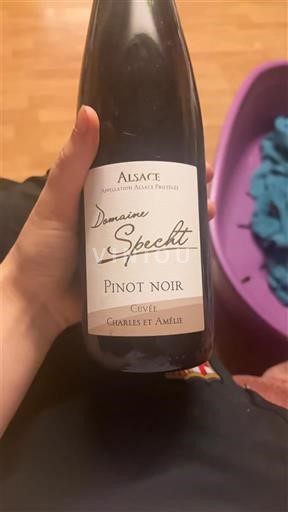 ALSACE
APPELLATION ALSACE PROTÉGÉE
Domaine
Specht
PINOT NOIR
CUVÉE
CHARLES ET AMÉLIE